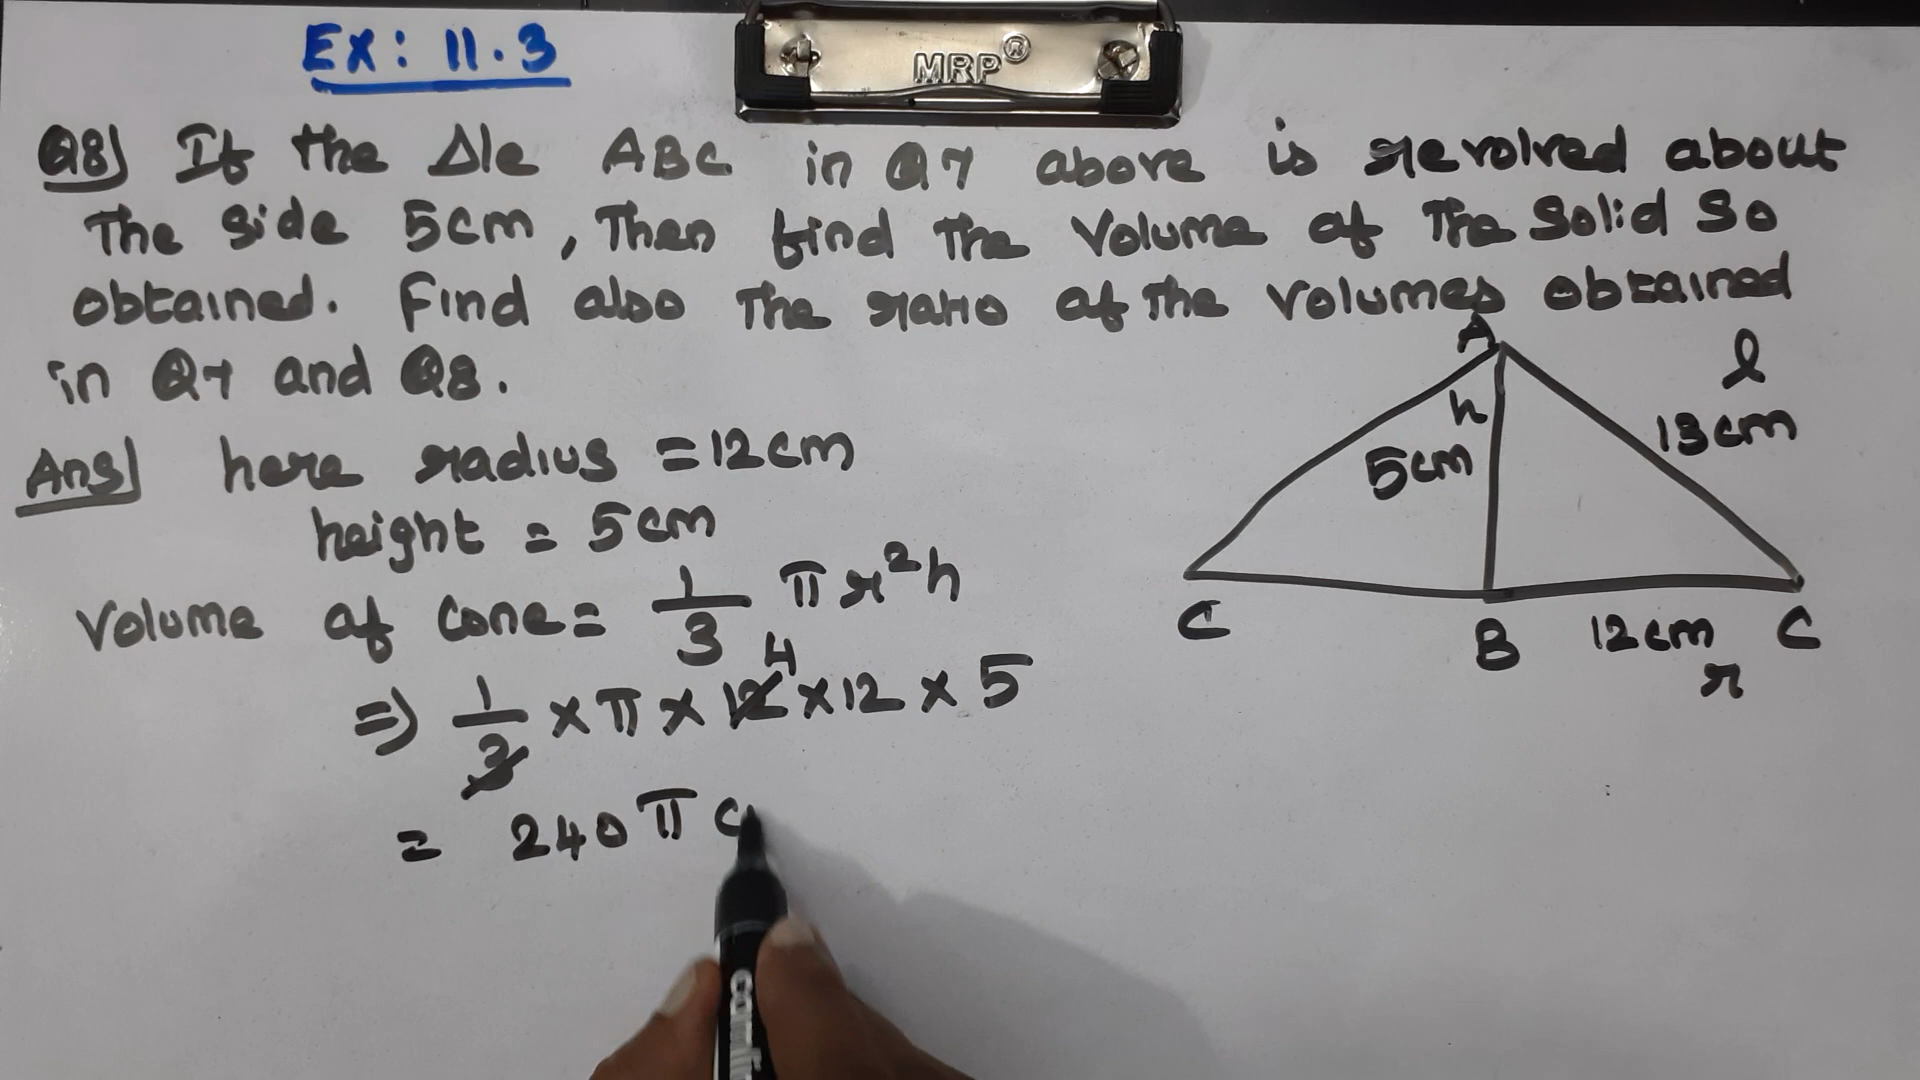 MRP®
Ex: 11.3
Q8) If the Δle ABC in Q7 above is revolved about
The side 5cm, Then find The Volume of The Solid So
obtained. Find also The ratio of The volumes obtained
in Q7 and Q8.
Ans) here radius = 12cm
height = 5cm
Volume of Cone = 1/3 πr²h
⇒ 1/3 × π × 12 4 × 12 × 5
= 240 π c
A
l
h
13cm
5cm
C
B
12cm
C
r